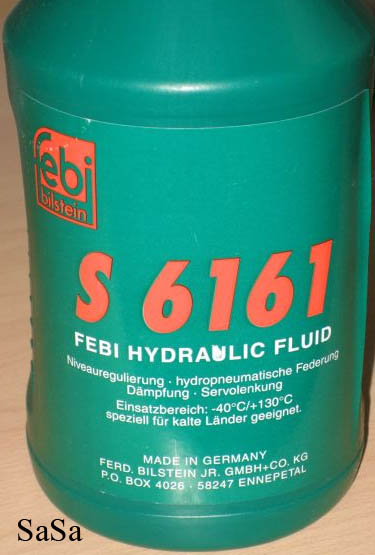 febi
bilstein
S 6161
FEBI HYDRAULIC FLUID
Niveauregulierung · hydropneumatische Federung
Dämpfung · Servolenkung
Einsatzbereich: -40°C/+130°C
speziell für kalte Länder geeignet.
MADE IN GERMANY
FERD. BILSTEIN JR. GMBH+CO. KG
P.O. BOX 4026 · 58247 ENNEPETAL
SaSa